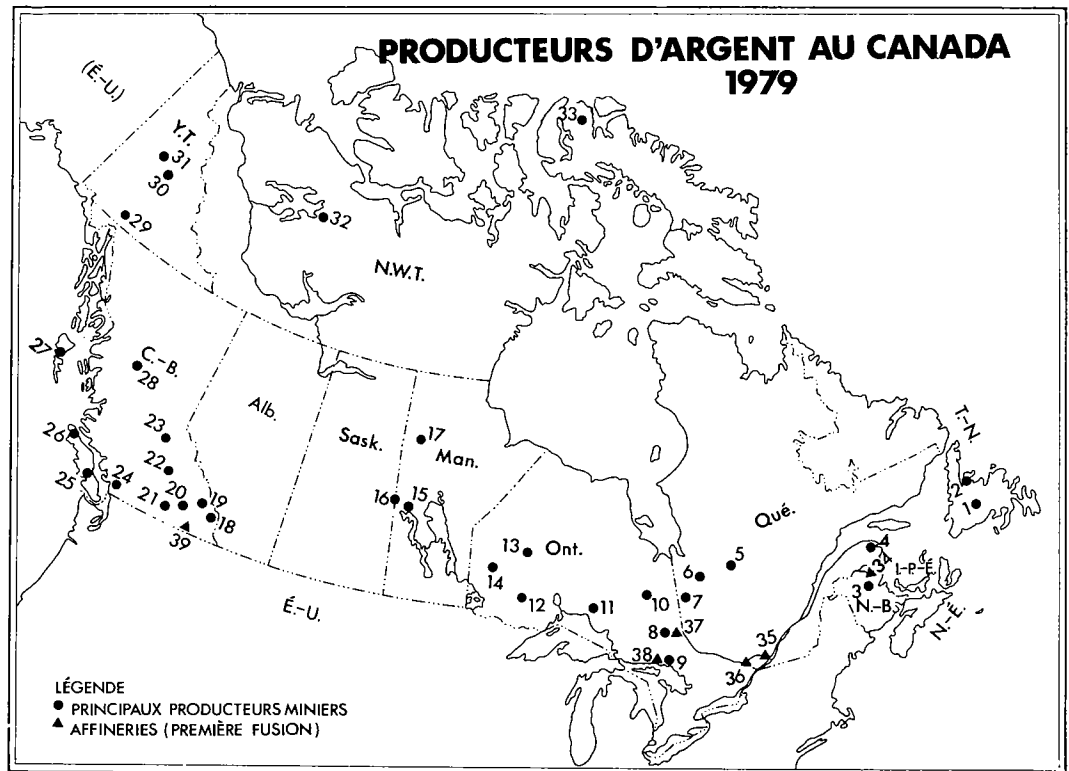 PRODUCTEURS D'ARGENT AU CANADA
1979
(É.-U.)
33
Y.T.
31
30
29
32
N.W.T.
27
C.-B.
28
Alb.
Sask.
17
Man.
T.-N.
26
23
22
25
24
21
20
19
18
39
16
15
2
1
Qué.
13
Ont.
14
12
11
10
6
5
7
4
34
Î.-P.-É.
3
N.-B.
N.-É.
8
37
38
9
35
36
É.-U.
LÉGENDE
● PRINCIPAUX PRODUCTEURS MINIERS
▲ AFFINERIES (PREMIÈRE FUSION)